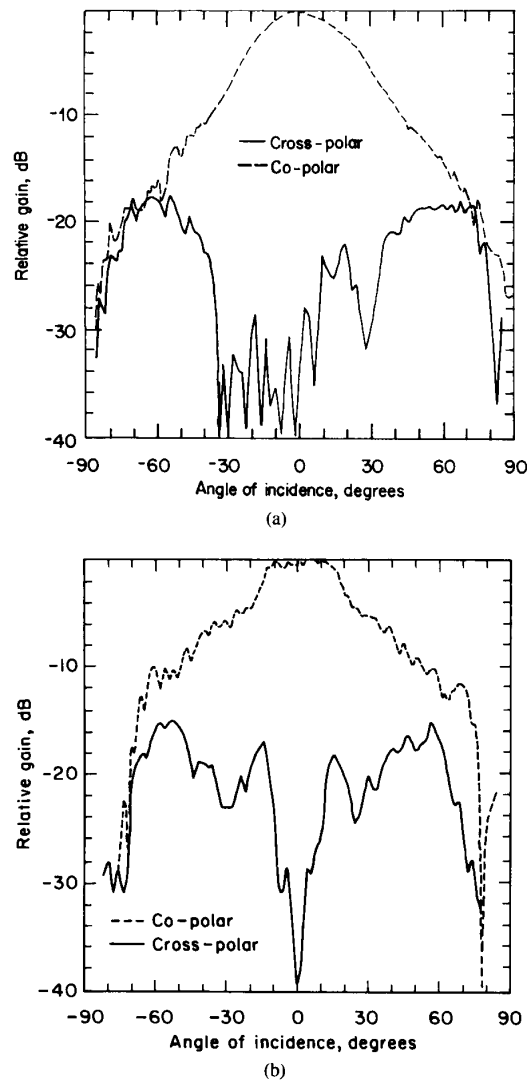 -10
-20
-30
-40
Relative gain, dB
Cross-polar
Co-polar
-90 -60 -30 0 30 60 90
Angle of incidence, degrees
(a)
-10
-20
-30
-40
Relative gain, dB
Co-polar
Cross-polar
-90 -60 -30 0 30 60 90
Angle of incidence, degrees
(b)